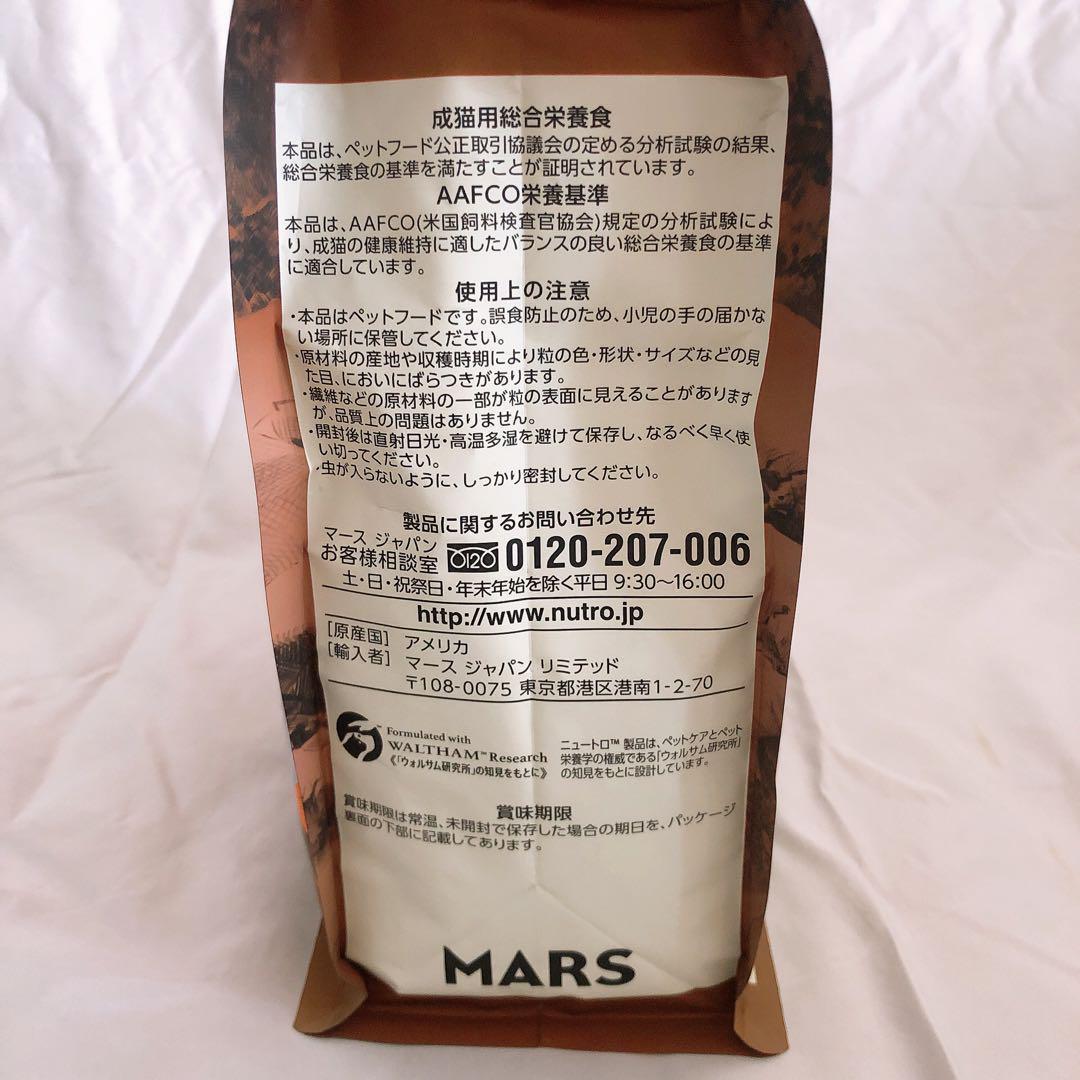 成猫用総合栄養食
本品は、ペットフード公正取引協議会の定める分析試験の結果、
総合栄養食の基準を満たすことが証明されています。
AAFCO栄養基準
本品は、AAFCO(米国飼料検査官協会)規定の分析試験によ
り、成猫の健康維持に適したバランスの良い総合栄養食の基準
に適合しています。
使用上の注意
・本品はペットフードです。誤食防止のため、小児の手の届かな
い場所に保管してください。
・原材料の産地や収穫時期により粒の色・形状・サイズなどの見
た目、においにばらつきがあります。
・繊維などの原材料の一部が粒の表面に見えることがあります
が、品質上の問題はありません。
・開封後は直射日光・高温多湿を避けて保存し、なるべく早く使
い切ってください。
・虫が入らないように、しっかり密封してください。
製品に関するお問い合わせ先
マース ジャパン
お客様相談室 0120 0120-207-006
土・日・祝祭日・年末年始を除く平日 9:30〜16:00
http://www.nutro.jp
[原産国] アメリカ
[輸入者] マース ジャパン リミテッド
〒108-0075 東京都港区港南1-2-70
Formulated with
WALTHAM™ Research
《「ウォルサム研究所」の知見をもとに》
ニュートロ™ 製品は、ペットケアとペット
栄養学の権威である「ウォルサム研究所」
の知見をもとに設計しています。
賞味期限
賞味期限は常温、未開封で保存した場合の期日を、パッケージ
裏面の下部に記載してあります。
MARS